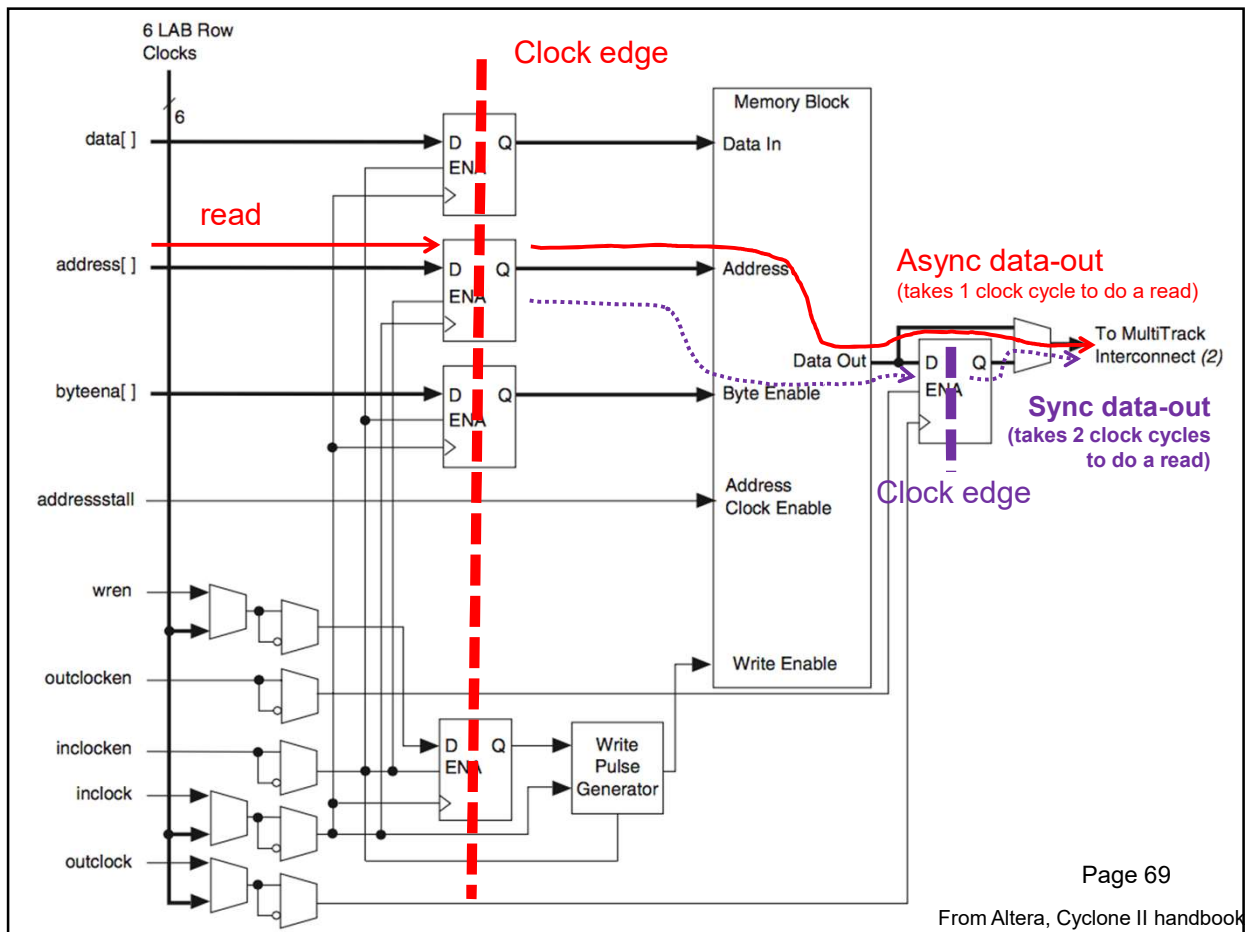 6 LAB Row
Clocks
Clock edge
6
Memory Block
data[ ]
D Q
ENA
Data In
read
address[ ]
D Q
ENA
Address
Async data-out
(takes 1 clock cycle to do a read)
To MultiTrack
Interconnect (2)
Data Out
D Q
ENA
byteena[ ]
D Q
ENA
Byte Enable
Sync data-out
(takes 2 clock cycles
to do a read)
Clock edge
addressstall
Address
Clock Enable
wren
Write Enable
outclocken
inclocken
D Q
ENA
Write
Pulse
Generator
inclock
outclock
Page 69
From Altera, Cyclone II handbook